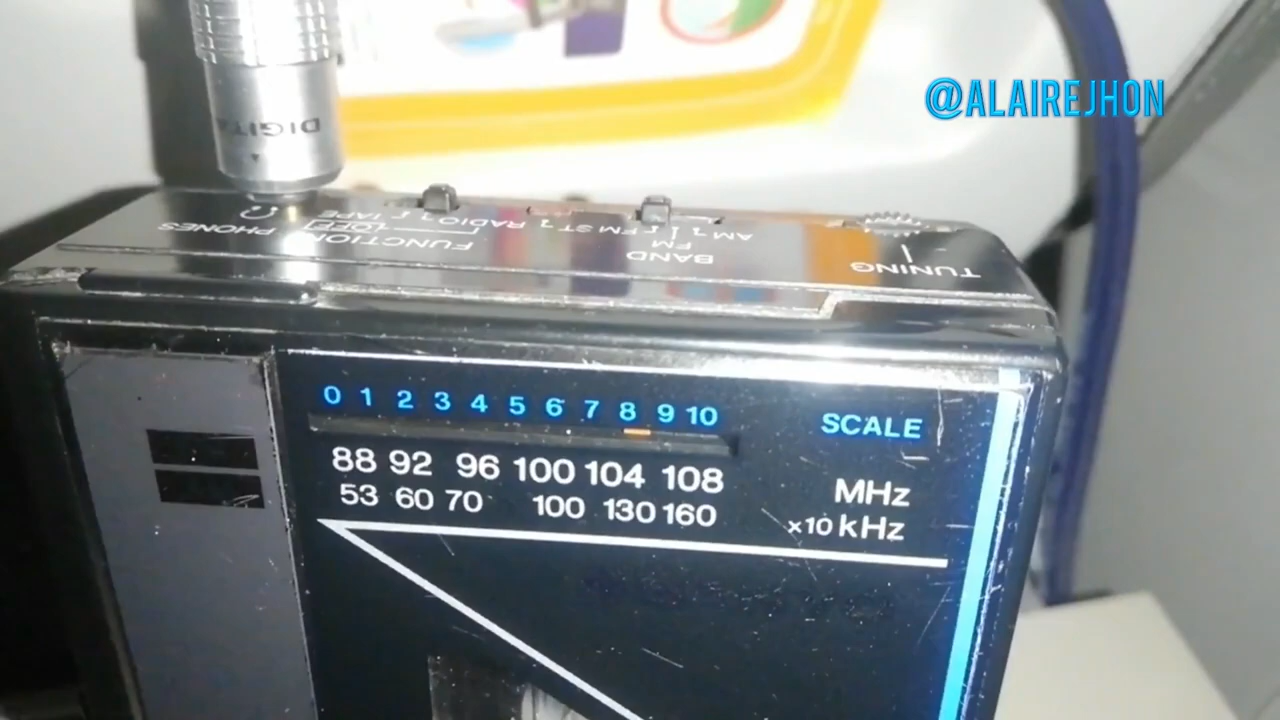 @ALAIREJHON
DIGITA
PHONES
FUNCTION
OFF RADIO TAPE
BAND
FM
AM FM ST
TUNING
0 1 2 3 4 5 6 7 8 9 10 SCALE
88 92 96 100 104 108 MHz
53 60 70 100 130 160 x10 kHz